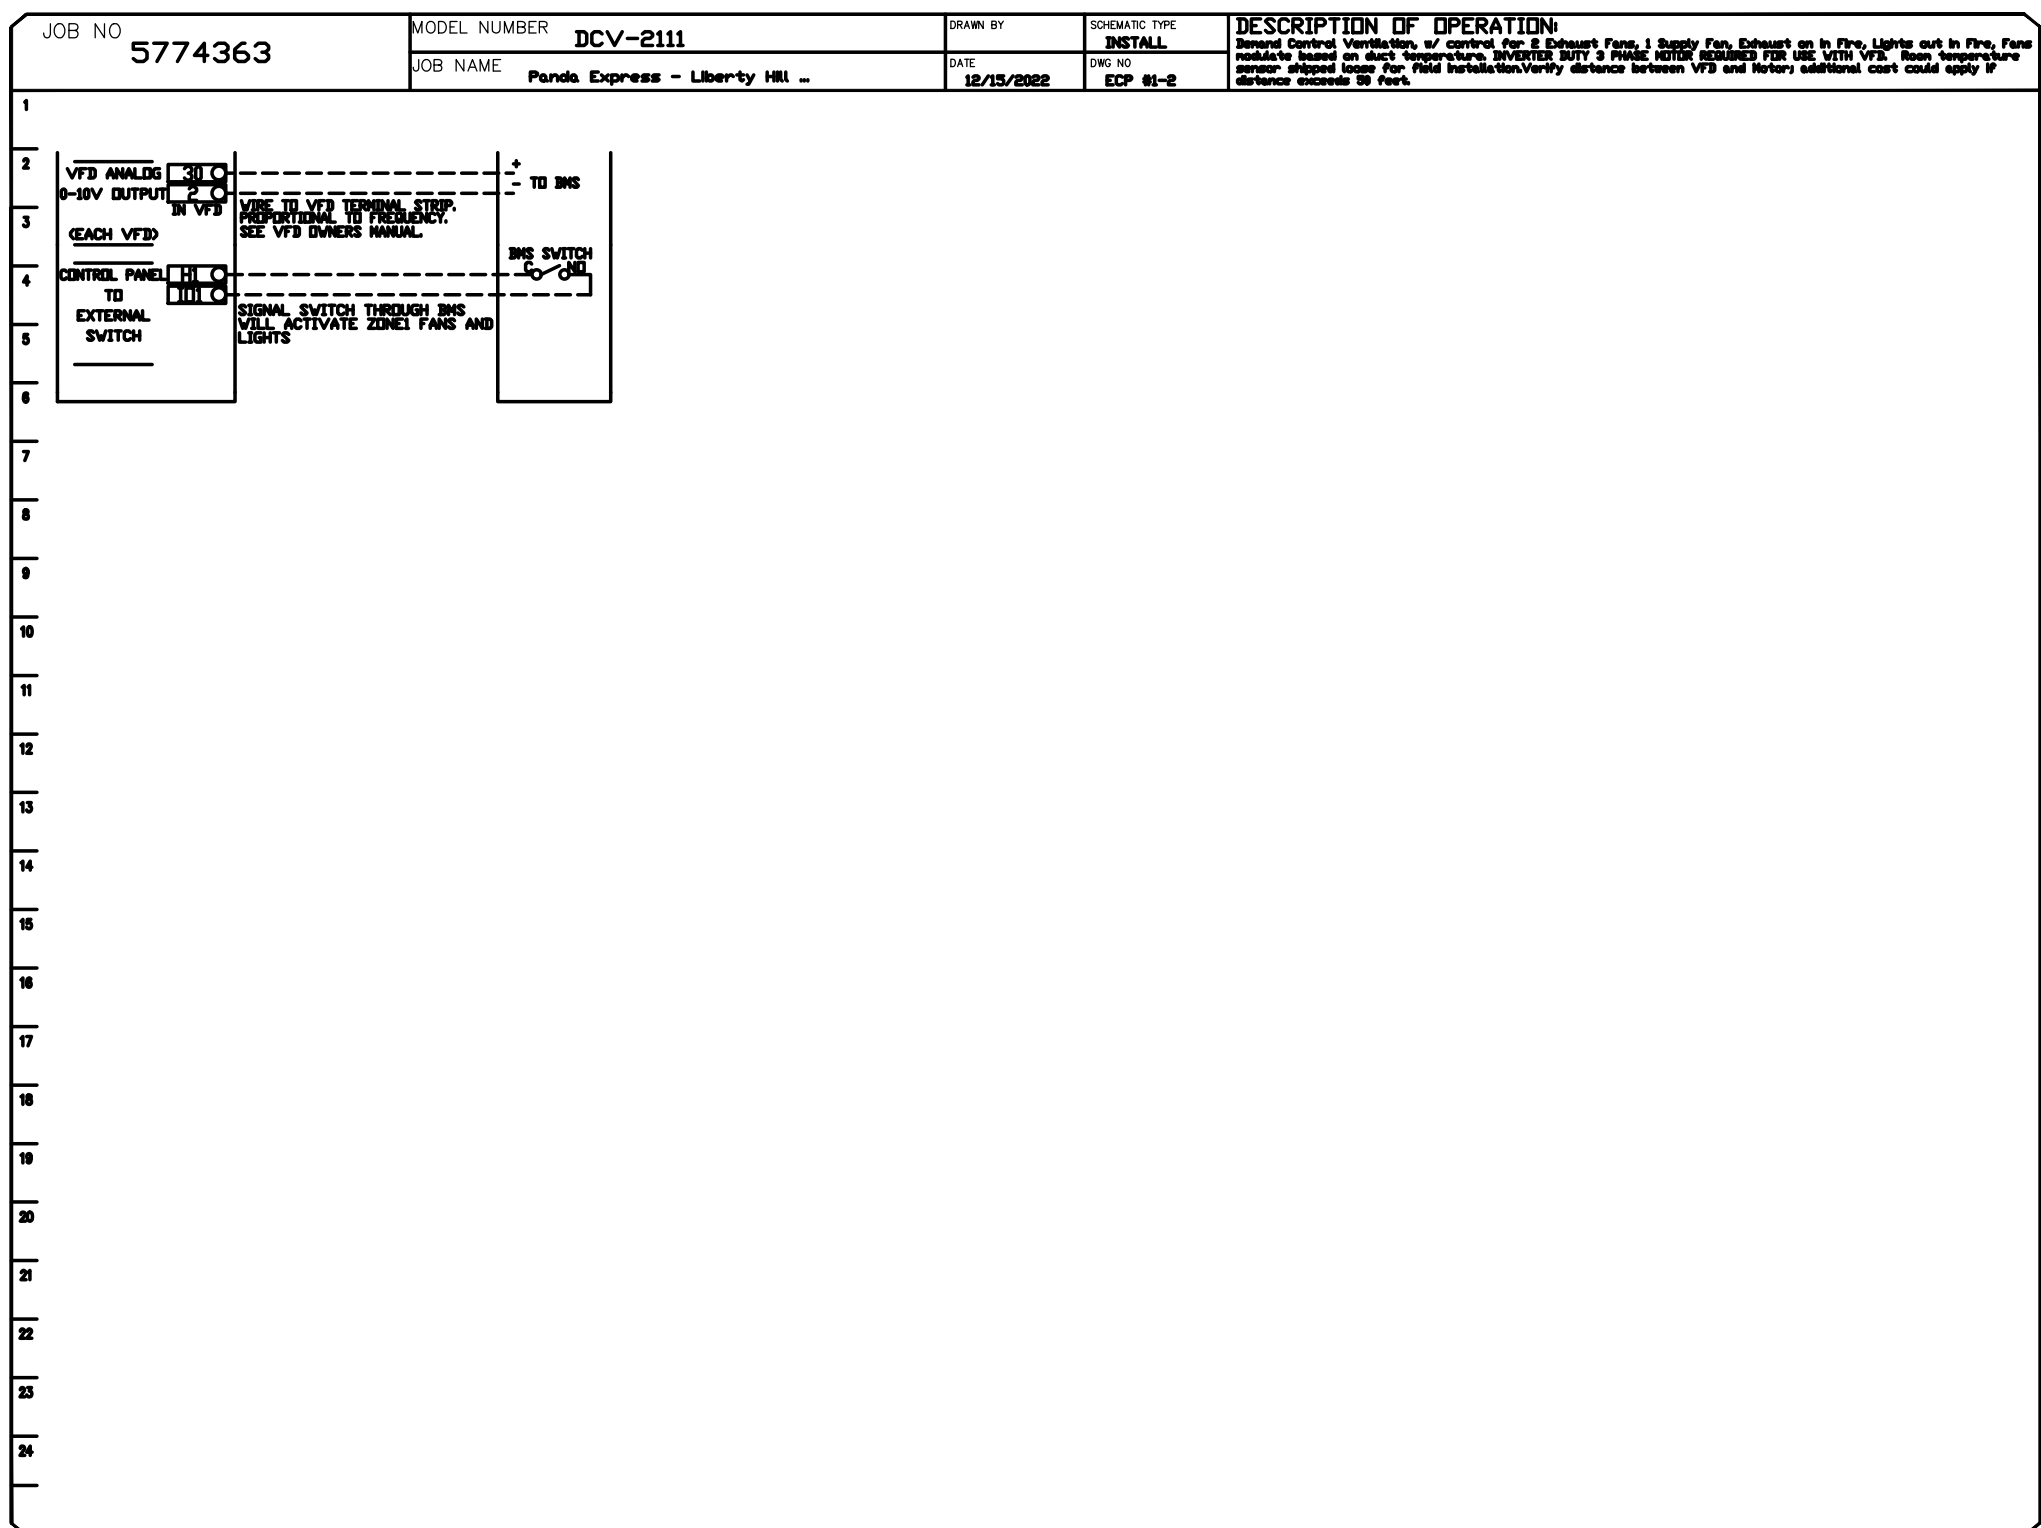 JOB NO
5774363
MODEL NUMBER
DCV-2111
JOB NAME
Panda Express - Liberty Hill ...
DRAWN BY
DATE
12/15/2022
SCHEMATIC TYPE
INSTALL
DWG NO
ECP #1-2
DESCRIPTION OF OPERATION:
Demand Control Ventilation, w/ control for 2 Exhaust Fans, 1 Supply Fan, Exhaust on in Fire, Lights out in Fire, Fans
modulate based on duct temperature. INVERTER DUTY 3 PHASE MOTOR REQUIRED FOR USE WITH VFD. Room temperature
sensor shipped loose for field installation.Verify distance between VFD and Motor; additional cost could apply if
distance exceeds 50 feet.
1
2
3
4
5
6
7
8
9
10
11
12
13
14
15
16
17
18
19
20
21
22
23
24
VFD ANALOG
0-10V OUTPUT
30
2
IN VFD
(EACH VFD)
WIRE TO VFD TERMINAL STRIP.
PROPORTIONAL TO FREQUENCY.
SEE VFD OWNERS MANUAL.
+
- TO BMS
CONTROL PANEL
TO
EXTERNAL
SWITCH
H1
IO1
SIGNAL SWITCH THROUGH BMS
WILL ACTIVATE ZONE1 FANS AND
LIGHTS
BMS SWITCH
C NO